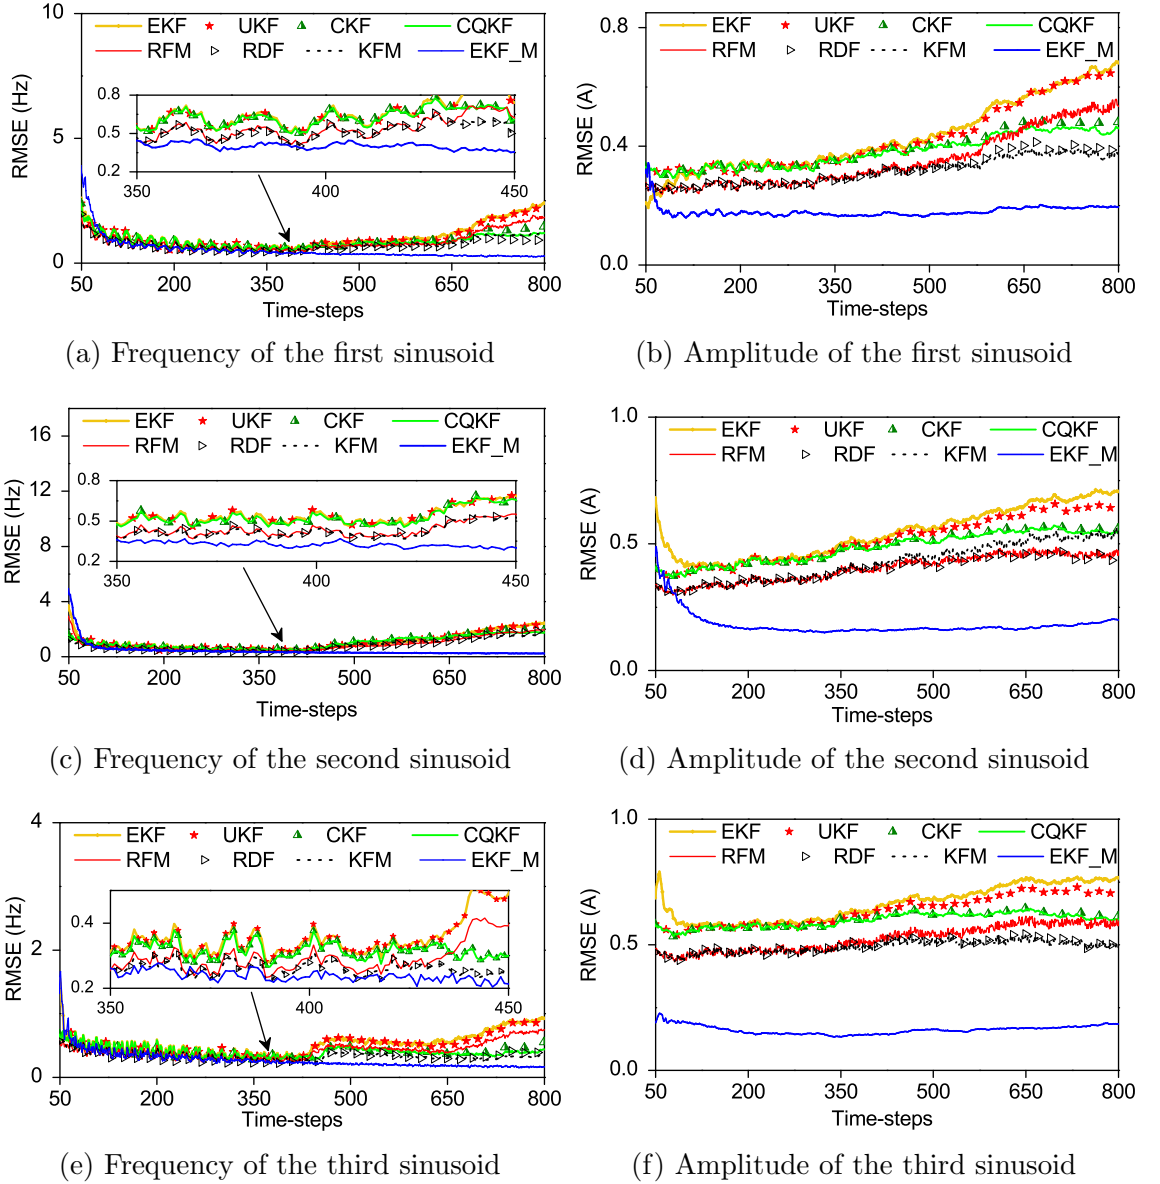 EKF UKF CKF CQKF
RFM RDF KFM EKF_M
10
5
0
RMSE (Hz)
0.8
0.5
0.2
350 400 450
50 200 350 500 650 800
Time-steps
(a) Frequency of the first sinusoid
EKF UKF CKF CQKF
RFM RDF KFM EKF_M
0.8
0.4
0.0
RMSE (A)
50 200 350 500 650 800
Time-steps
(b) Amplitude of the first sinusoid
EKF UKF CKF CQKF
RFM RDF KFM EKF_M
16
12
8
4
0
RMSE (Hz)
0.8
0.5
0.2
350 400 450
50 200 350 500 650 800
Time-steps
(c) Frequency of the second sinusoid
EKF UKF CKF CQKF
RFM RDF KFM EKF_M
1.0
0.5
0.0
RMSE (A)
50 200 350 500 650 800
Time-steps
(d) Amplitude of the second sinusoid
EKF UKF CKF CQKF
RFM RDF KFM EKF_M
4
2
0
RMSE (Hz)
0.4
0.2
350 400 450
50 200 350 500 650 800
Time-steps
(e) Frequency of the third sinusoid
EKF UKF CKF CQKF
RFM RDF KFM EKF_M
1.0
0.5
0.0
RMSE (A)
50 200 350 500 650 800
Time-steps
(f) Amplitude of the third sinusoid